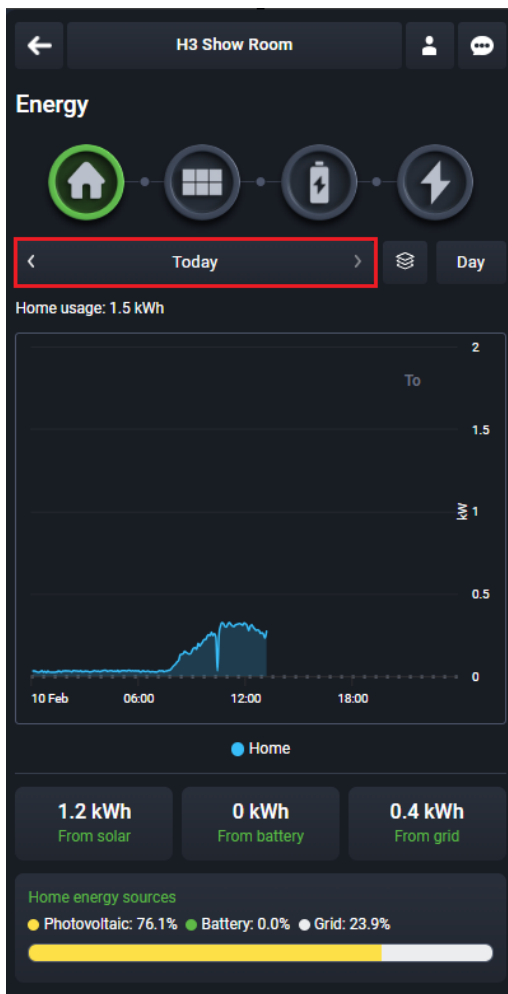 H3 Show Room
Energy
Today
Day
Home usage: 1.5 kWh
2
To
1.5
kW
1
0.5
0
10 Feb 06:00 12:00 18:00
Home
1.2 kWh 0 kWh 0.4 kWh
From solar From battery From grid
Home energy sources
Photovoltaic: 76.1% Battery: 0.0% Grid: 23.9%